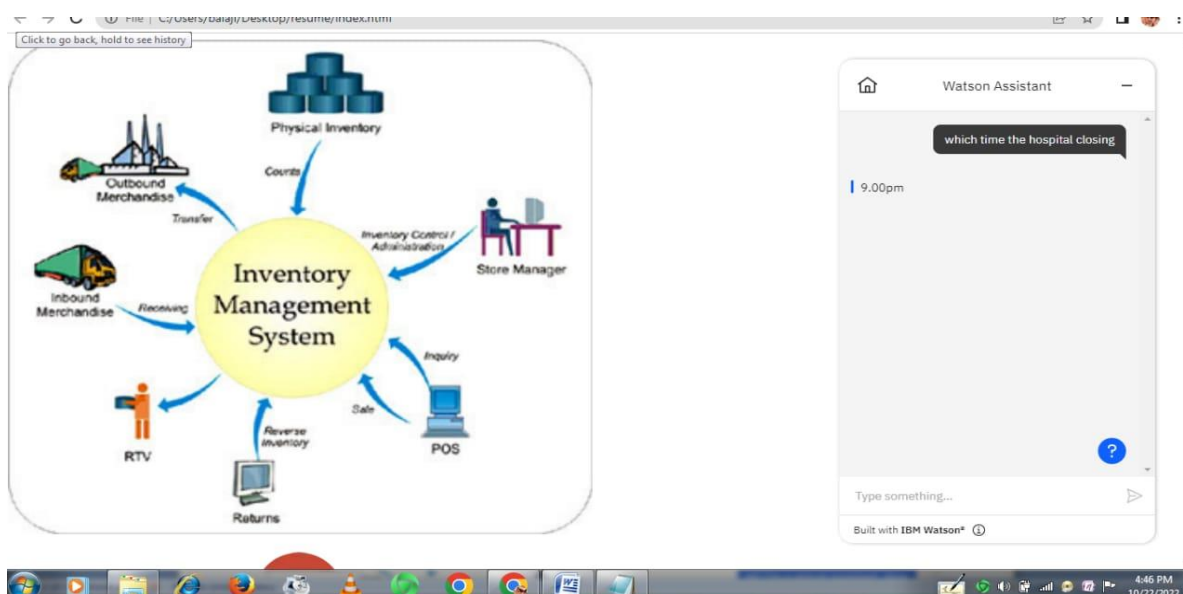 File | C:/Users/balaji/Desktop/resume/index.html
Click to go back, hold to see history
Physical Inventory
Counts
Outbound
Merchandise
Transfer
Inventory Control /
Administration
Store Manager
Inventory
Management
System
Inbound
Merchandise
Receiving
Inquiry
Sale
POS
RTV
Reverse
Inventory
Returns
Watson Assistant
which time the hospital closing
9.00pm
?
Type something...
Built with IBM Watson®
4:46 PM
10/22/2022